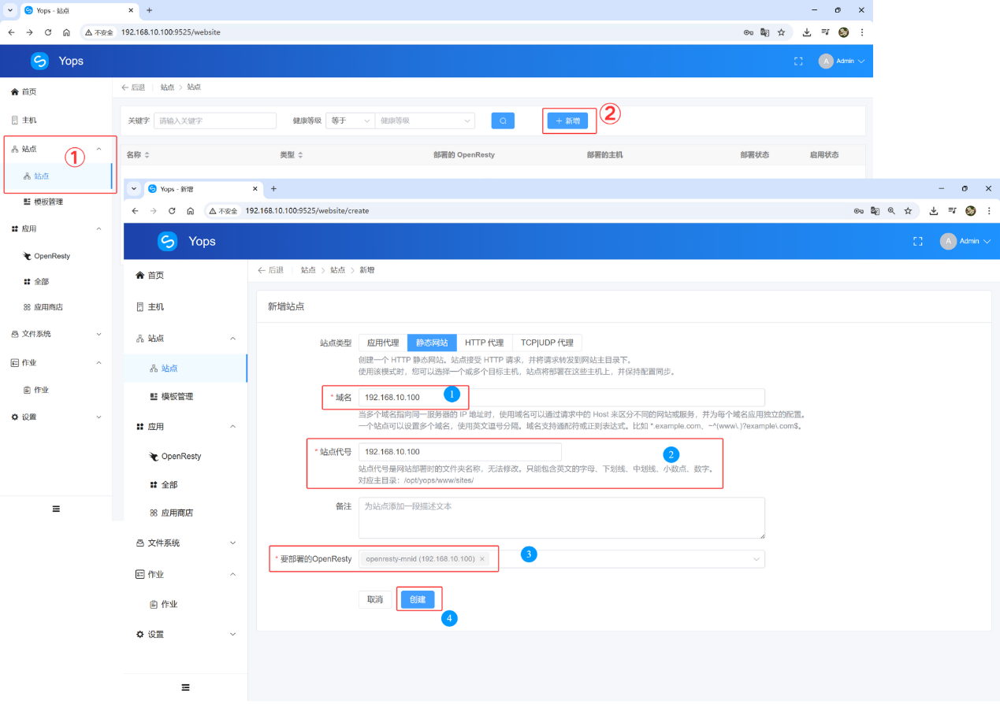 Yops - 站点
不安全 192.168.10.100:9525/website
Yops
A Admin
首页
后退 站点 站点
主机
关键字 请输入关键字 健康等级 等于 健康等级 + 新增 ②
站点 ①
名称 类型 部署的 OpenResty 部署的主机 部署状态 启用状态
站点
模板管理
应用
OpenResty
全部
应用商店
文件系统
作业
作业
设置
Yops - 新增
不安全 192.168.10.100:9525/website/create
Yops
A Admin
首页
主机
站点
站点
模板管理
应用
OpenResty
全部
应用商店
文件系统
作业
作业
设置
后退 站点 站点 新增
新增站点
站点类型 应用代理 静态网站 HTTP 代理 TCP|UDP 代理
创建一个 HTTP 静态网站。站点接受 HTTP 请求，并将请求转发到网站主目录下。
使用该模式时，您可以选择一个或多个目标主机，站点将部署在这些主机上，并保持配置同步。
* 域名 192.168.10.100 1
当多个域名指向同一服务器的 IP 地址时，使用域名可以通过请求中的 Host 来区分不同的网站或服务，并为每个域名应用独立的配置。
一个站点可以设置多个域名，使用英文逗号分隔。域名支持通配符或正则表达式。比如 *.example.com、~^(www\.)?example\.com$。
* 站点代号 192.168.10.100 2
站点代号是网站部署时的文件夹名称，无法修改。只能包含英文的字母、下划线、中划线、小数点、数字。
对应主目录：/opt/yops/www/sites/
备注 为站点添加一段描述文本
* 要部署的OpenResty openresty-mnid (192.168.10.100) × 3
取消 创建
4